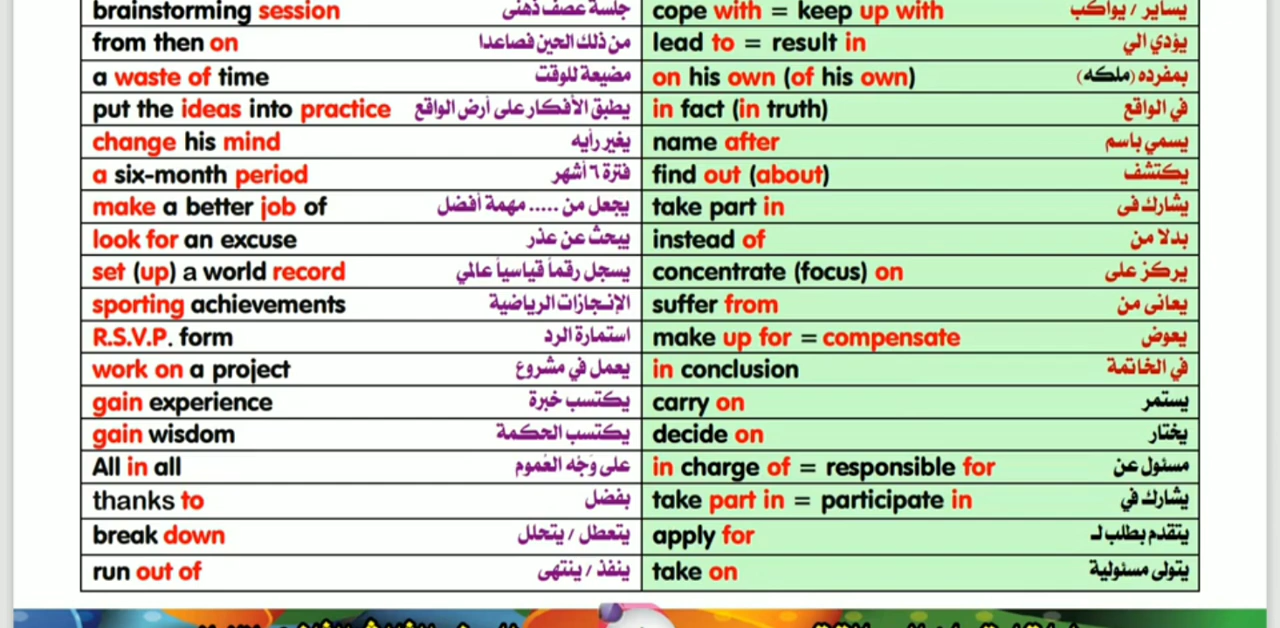 brainstorming session جلسة عصف ذهنى cope with = keep up with يساير / يواكب
from then on من ذلك الحين فصاعدا lead to = result in يؤدي الي
a waste of time مضيعة للوقت on his own (of his own) بمفرده (ملكه)
put the ideas into practice يطبق الأفكار على أرض الواقع in fact (in truth) في الواقع
change his mind يغير رأيه name after يسمي باسم
a six-month period فترة ٦ أشهر find out (about) يكتشف
make a better job of يجعل من ..... مهمة أفضل take part in يشارك فى
look for an excuse يبحث عن عذر instead of بدلا من
set (up) a world record يسجل رقماً قياسياً عالمي concentrate (focus) on يركز على
sporting achievements الإنجازات الرياضية suffer from يعانى من
R.S.V.P. form استمارة الرد make up for = compensate يعوض
work on a project يعمل في مشروع in conclusion في الخاتمة
gain experience يكتسب خبرة carry on يستمر
gain wisdom يكتسب الحكمة decide on يختار
All in all على وَجْه العُموم in charge of = responsible for مسئول عن
thanks to بفضل take part in = participate in يشارك في
break down يتعطل / يتحلل apply for يتقدم بطلب لـ
run out of ينفذ / ينتهى take on يتولى مسئولية